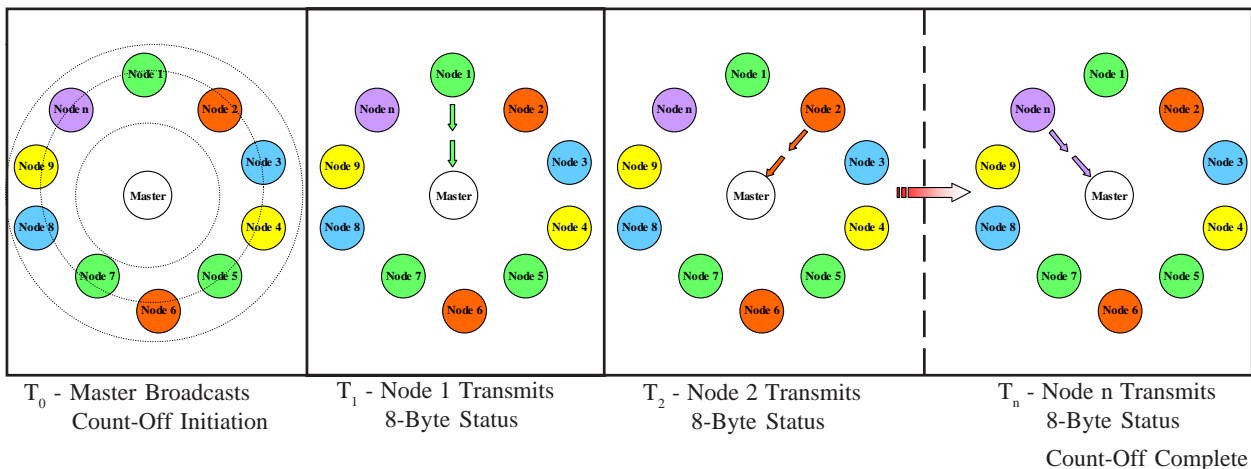 Node 1
Node 2
Node 3
Node 4
Node 5
Node 6
Node 7
Node 8
Node 9
Node n
Master
Node 1
Node 2
Node 3
Node 4
Node 5
Node 6
Node 7
Node 8
Node 9
Node n
Master
Node 1
Node 2
Node 3
Node 4
Node 5
Node 6
Node 7
Node 8
Node 9
Node n
Master
Node 1
Node 2
Node 3
Node 4
Node 5
Node 6
Node 7
Node 8
Node 9
Node n
Master
T0 - Master Broadcasts
Count-Off Initiation
T1 - Node 1 Transmits
8-Byte Status
T2 - Node 2 Transmits
8-Byte Status
Tn - Node n Transmits
8-Byte Status
Count-Off Complete